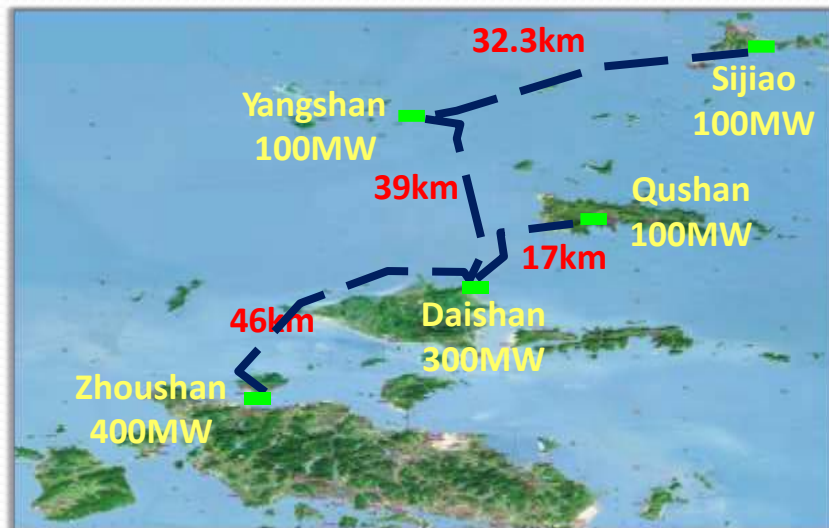 32.3km
Sijiao
100MW
Yangshan
100MW
39km
Qushan
100MW
17km
Daishan
300MW
46km
Zhoushan
400MW